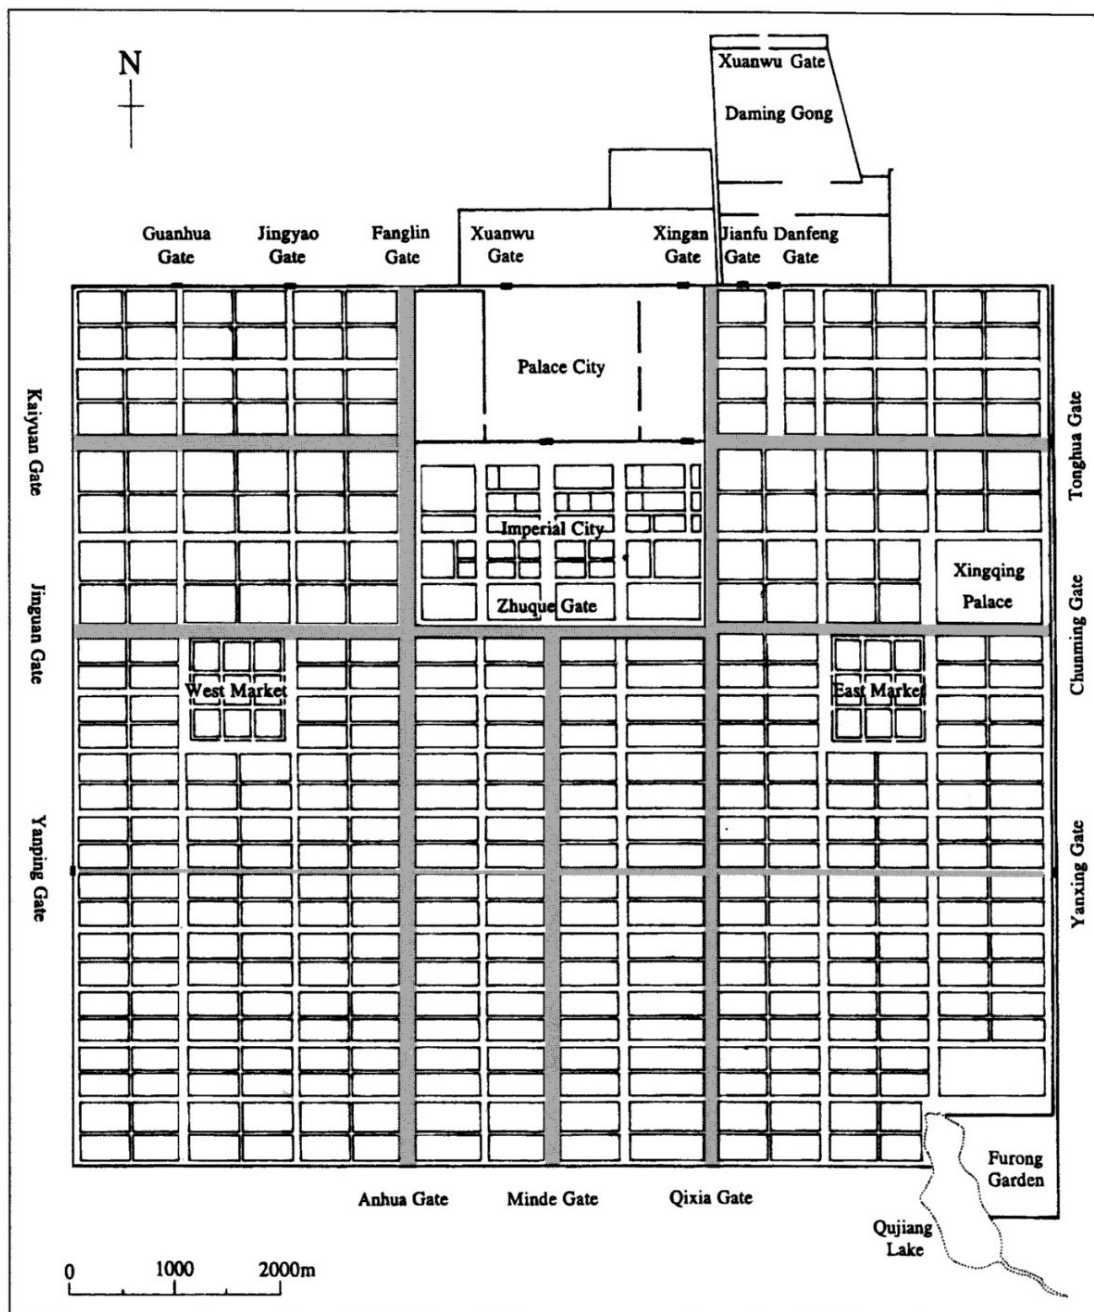 N
Xuanwu Gate
Daming Gong
Guanhua
Gate
Jingyao
Gate
Fanglin
Gate
Xuanwu
Gate
Xingan
Gate
Jianfu
Gate
Danfeng
Gate
Palace City
Kaiyuan Gate
Tonghua Gate
Imperial City
Xingqing
Palace
Zhuque Gate
Jinguan Gate
Chunming Gate
West Market
East Market
Yanping Gate
Yanxing Gate
Furong
Garden
Anhua Gate
Minde Gate
Qixia Gate
Qujiang
Lake
0
1000
2000m